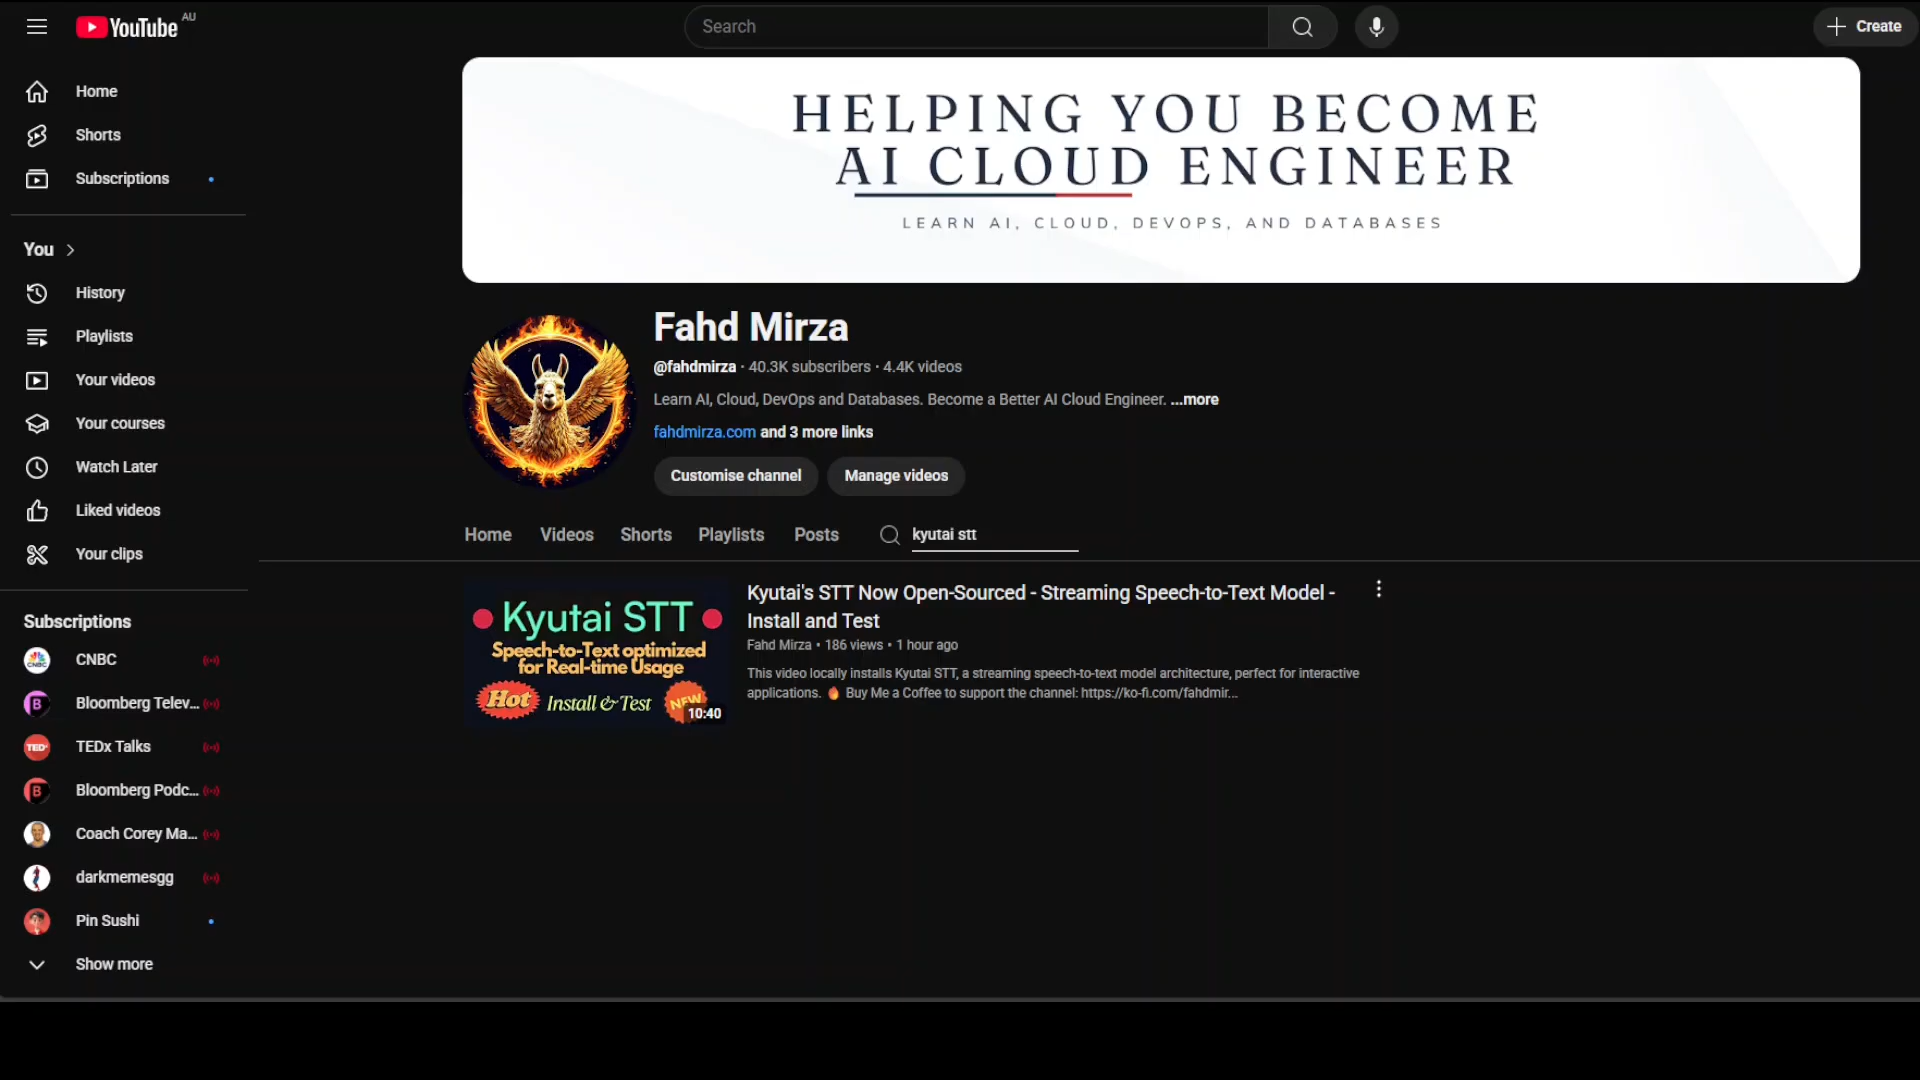 YouTube AU
Search
Create
Home
Shorts
Subscriptions
You
History
Playlists
Your videos
Your courses
Watch Later
Liked videos
Your clips
Subscriptions
CNBC
Bloomberg Telev...
TEDx Talks
Bloomberg Podc...
Coach Corey Ma...
darkmemesgg
Pin Sushi
Show more
HELPING YOU BECOME
AI CLOUD ENGINEER
LEARN AI, CLOUD, DEVOPS, AND DATABASES
Fahd Mirza
@fahdmirza · 40.3K subscribers · 4.4K videos
Learn AI, Cloud, DevOps and Databases. Become a Better AI Cloud Engineer. ...more
fahdmirza.com and 3 more links
Customise channel
Manage videos
Home Videos Shorts Playlists Posts kyutai stt
Kyutai STT
Speech-to-Text optimized
for Real-time Usage
Hot Install & Test NEW
10:40
Kyutai's STT Now Open-Sourced - Streaming Speech-to-Text Model -
Install and Test
Fahd Mirza • 186 views • 1 hour ago
This video locally installs Kyutai STT, a streaming speech-to-text model architecture, perfect for interactive
applications. 🔥 Buy Me a Coffee to support the channel: https://ko-fi.com/fahdmir...